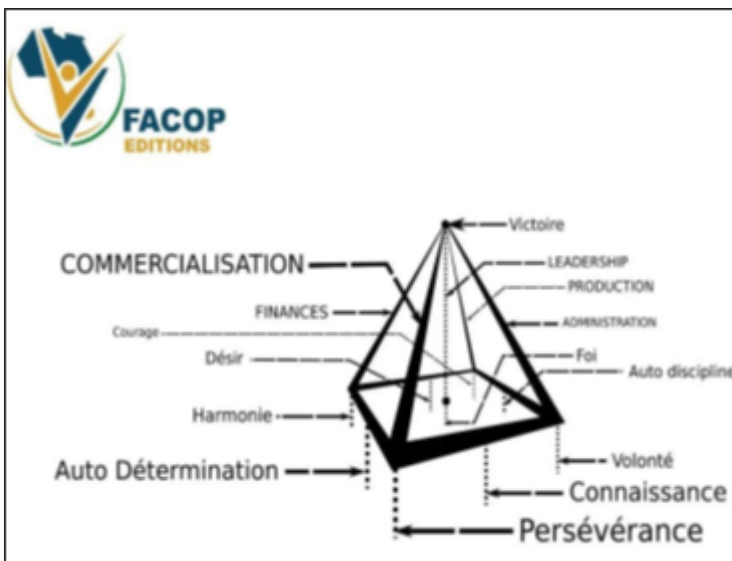 FACOP
EDITIONS
Victoire
COMMERCIALISATION
LEADERSHIP
PRODUCTION
FINANCES
ADMINISTRATION
Courage
Désir
Foi
Auto discipline
Harmonie
Auto Détermination
Volonté
Connaissance
Persévérance